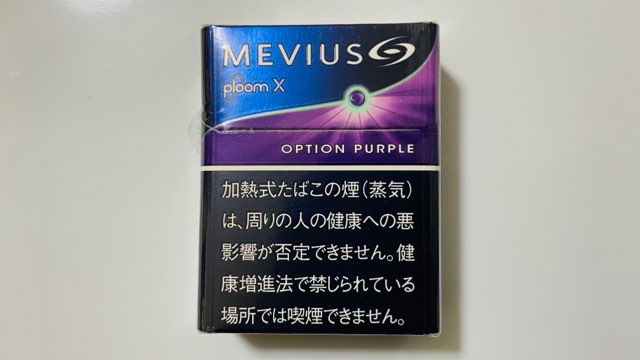 MEVIUS
ploom X
OPTION PURPLE
加熱式たばこの煙(蒸気)
は、周りの人の健康への悪
影響が否定できません。健
康増進法で禁じられている
場所では喫煙できません。